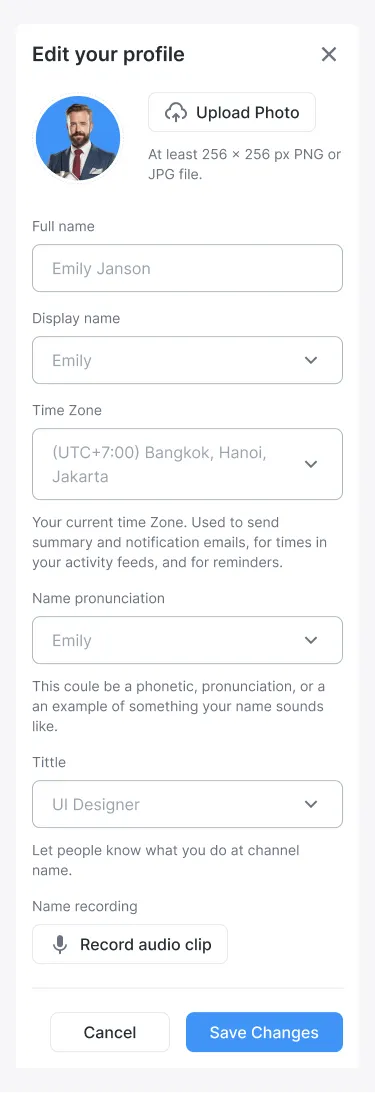 Edit your profile
Upload Photo
At least 256 × 256 px PNG or
JPG file.
Full name
Emily Janson
Display name
Emily
Time Zone
(UTC+7:00) Bangkok, Hanoi,
Jakarta
Your current time Zone. Used to send
summary and notification emails, for times in
your activity feeds, and for reminders.
Name pronunciation
Emily
This coule be a phonetic, pronunciation, or a
an example of something your name sounds
like.
Tittle
UI Designer
Let people know what you do at channel
name.
Name recording
Record audio clip
Cancel
Save Changes